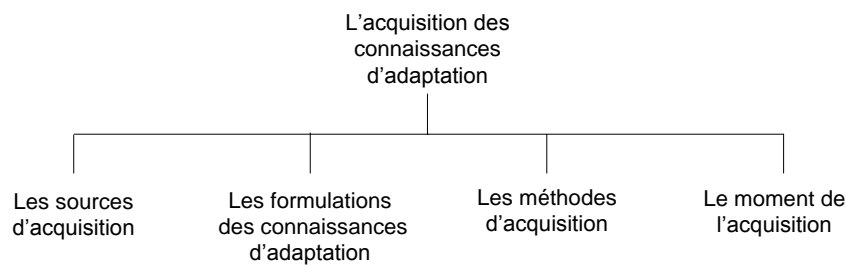 L’acquisition des
connaissances
d’adaptation
Les sources
d’acquisition
Les formulations
des connaissances
d’adaptation
Les méthodes
d’acquisition
Le moment de
l’acquisition